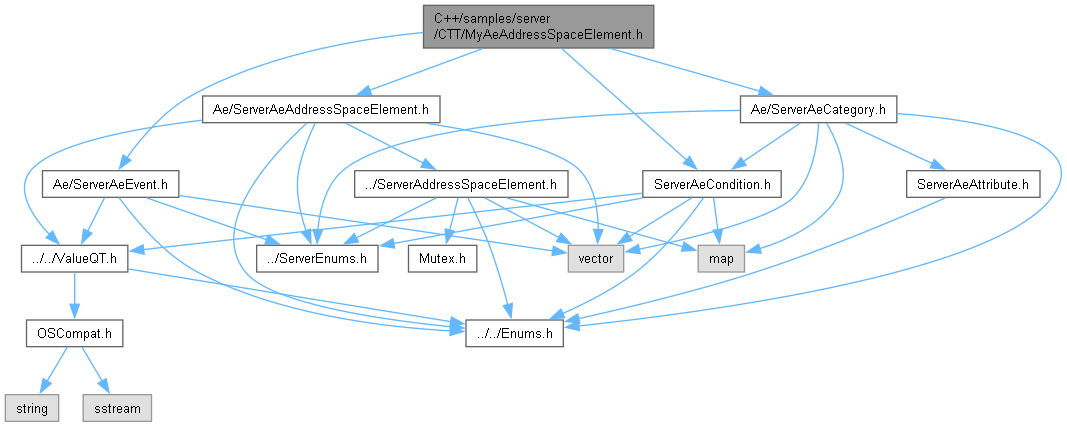 C++/samples/server
/CTT/MyAeAddressSpaceElement.h
Ae/ServerAeAddressSpaceElement.h
Ae/ServerAeCategory.h
Ae/ServerAeEvent.h
../ServerAddressSpaceElement.h
ServerAeCondition.h
ServerAeAttribute.h
../../ValueQT.h
../ServerEnums.h
Mutex.h
vector
map
OSCompat.h
../../Enums.h
string
sstream